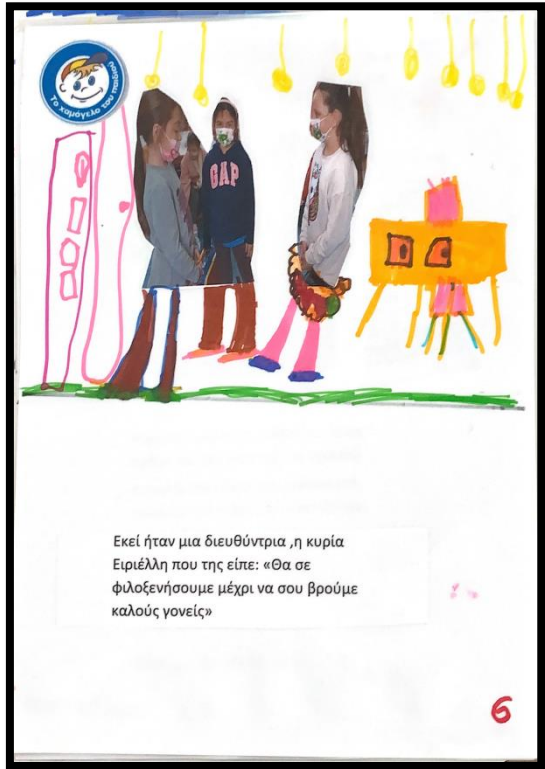 Το χαμόγελο του παιδιού
GAP
Εκεί ήταν μια διευθύντρια ,η κυρία
Ειριέλλη που της είπε: «Θα σε
φιλοξενήσουμε μέχρι να σου βρούμε
καλούς γονείς»
6